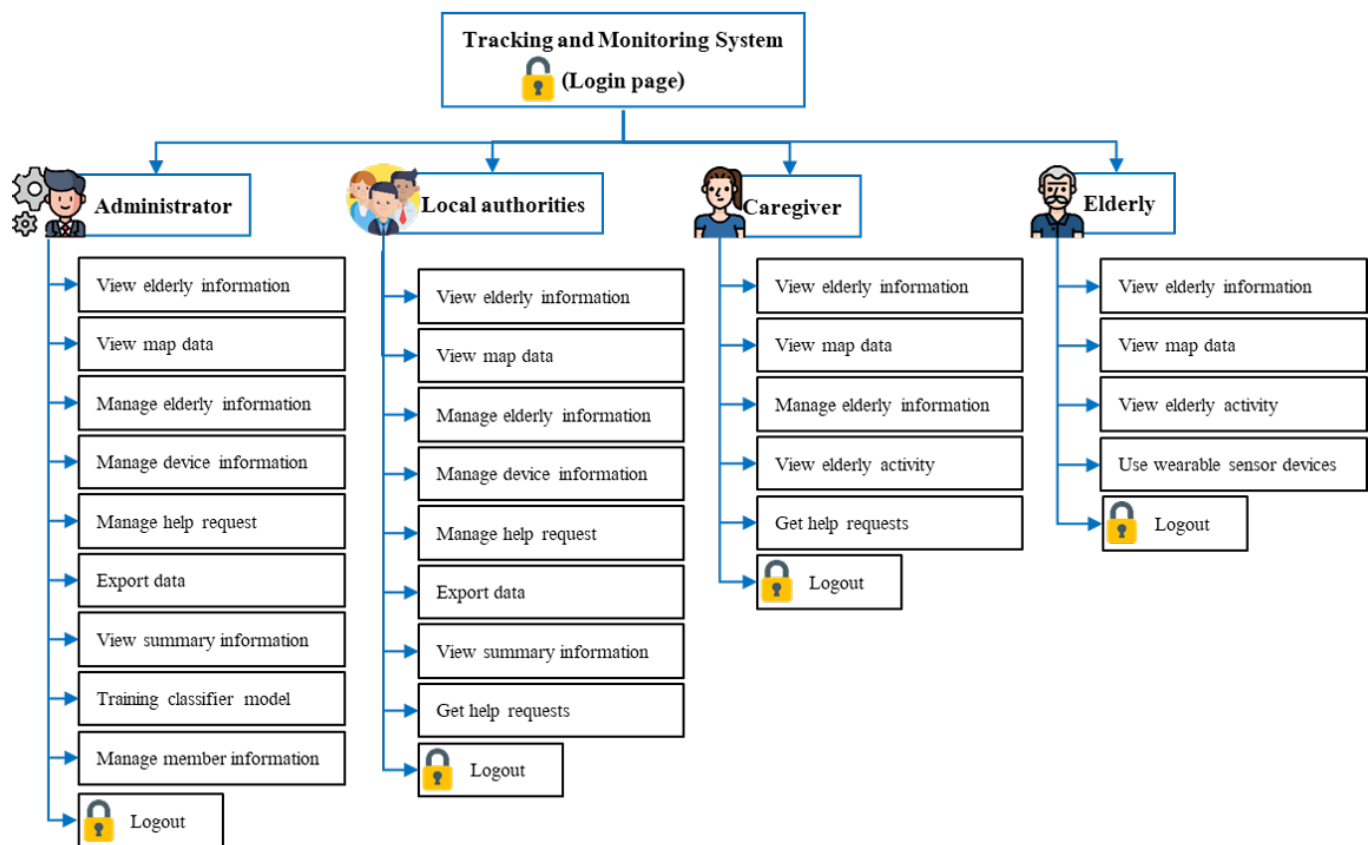 Tracking and Monitoring System
(Login page)
Administrator
View elderly information
View map data
Manage elderly information
Manage device information
Manage help request
Export data
View summary information
Training classifier model
Manage member information
Logout
Local authorities
View elderly information
View map data
Manage elderly information
Manage device information
Manage help request
Export data
View summary information
Get help requests
Logout
Caregiver
View elderly information
View map data
Manage elderly information
View elderly activity
Get help requests
Logout
Elderly
View elderly information
View map data
View elderly activity
Use wearable sensor devices
Logout